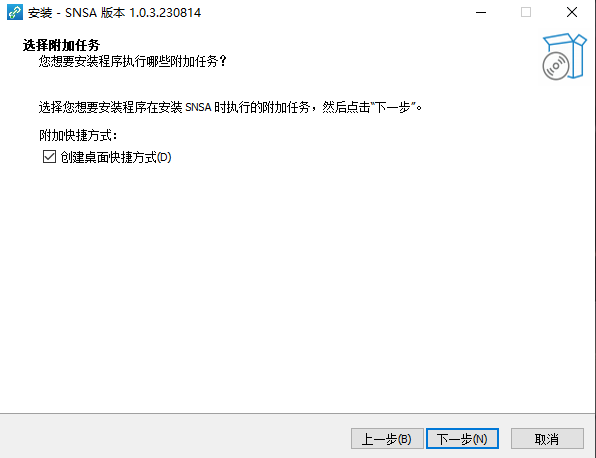 安装 - SNSA 版本 1.0.3.230814
选择附加任务
您想要安装程序执行哪些附加任务？
选择您想要安装程序在安装 SNSA 时执行的附加任务，然后点击“下一步”。
附加快捷方式：
创建桌面快捷方式(D)
上一步(B) 下一步(N) 取消